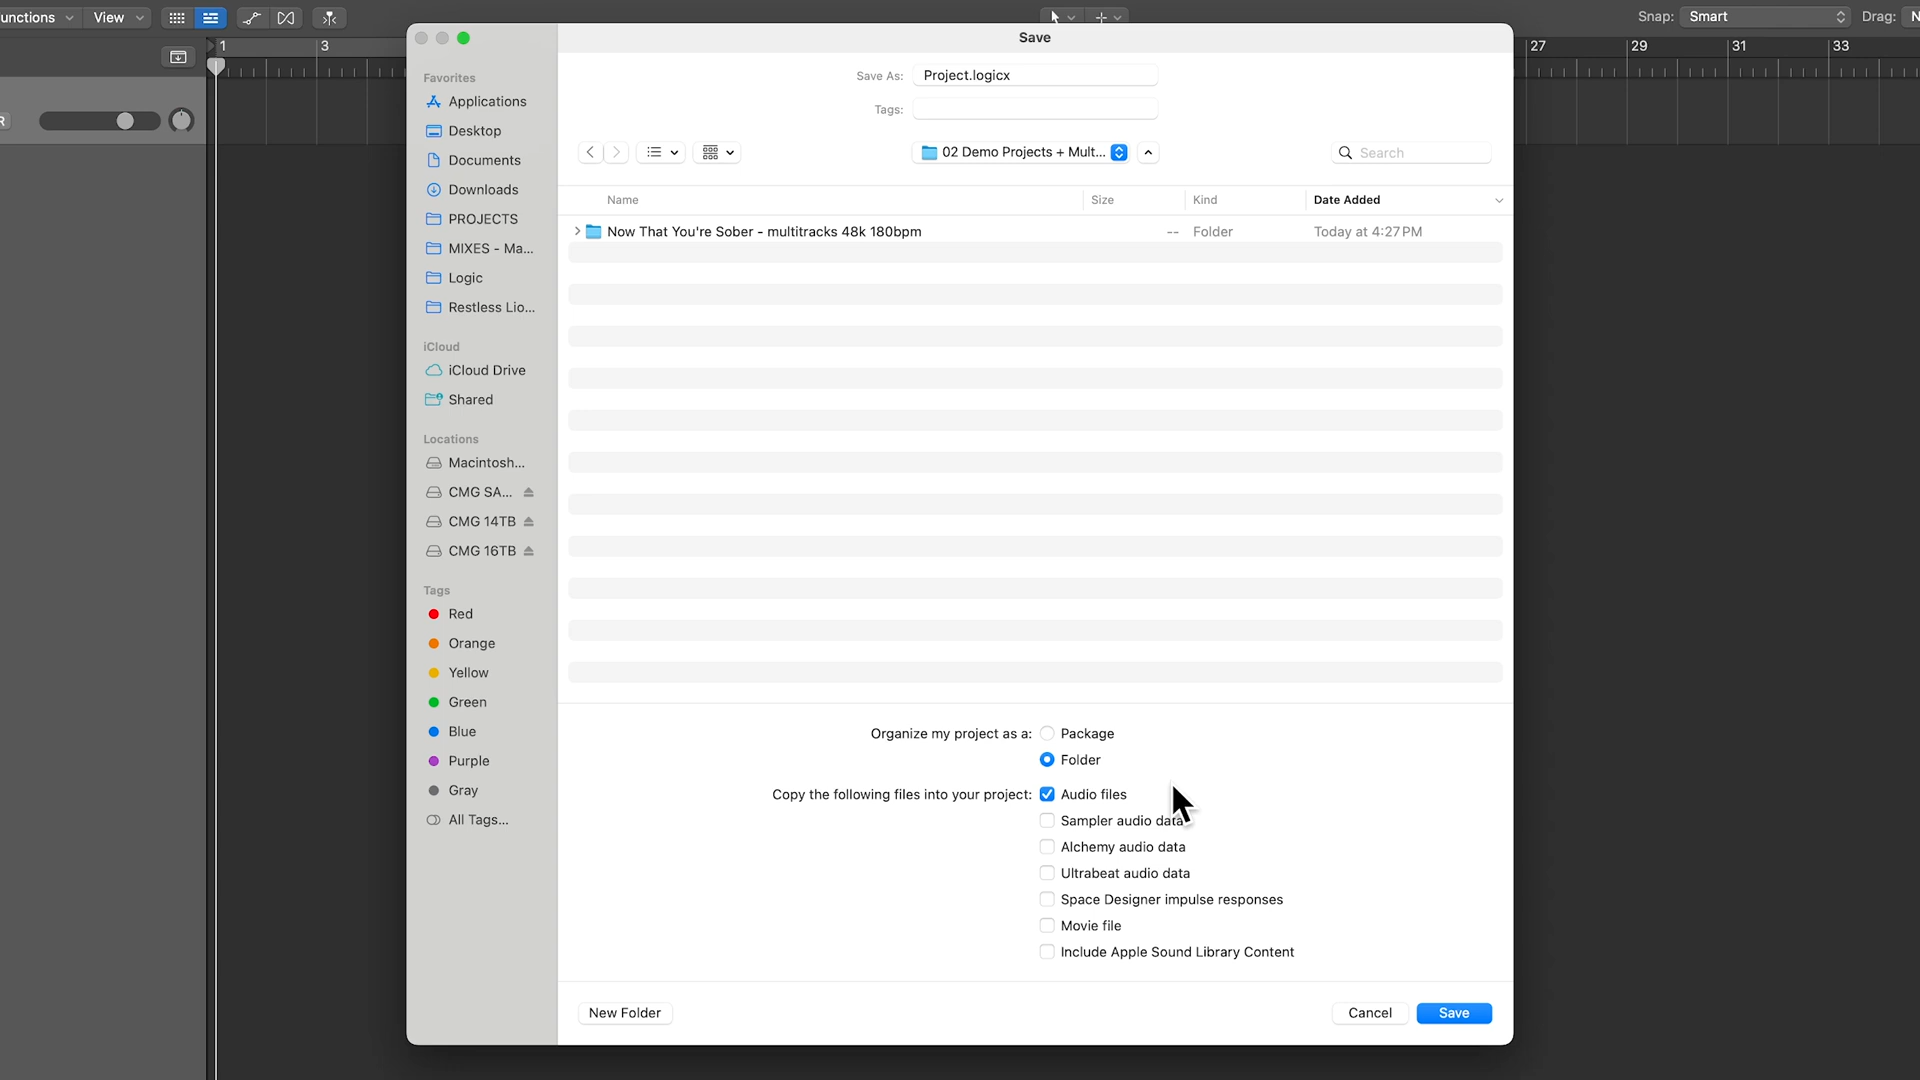 unctions
View
Snap: Smart
Drag: N
1
3
27
29
31
33
R
Save
Save As: Project.logicx
Tags:
Favorites
Applications
Desktop
Documents
Downloads
PROJECTS
MIXES - Ma...
Logic
Restless Lio...
iCloud
iCloud Drive
Shared
Locations
Macintosh...
CMG SA...
CMG 14TB
CMG 16TB
Tags
Red
Orange
Yellow
Green
Blue
Purple
Gray
All Tags...
02 Demo Projects + Mult...
Search
Name Size Kind Date Added
Now That You're Sober - multitracks 48k 180bpm -- Folder Today at 4:27 PM
Organize my project as a: Package
Folder
Copy the following files into your project: Audio files
Sampler audio data
Alchemy audio data
Ultrabeat audio data
Space Designer impulse responses
Movie file
Include Apple Sound Library Content
New Folder
Cancel
Save